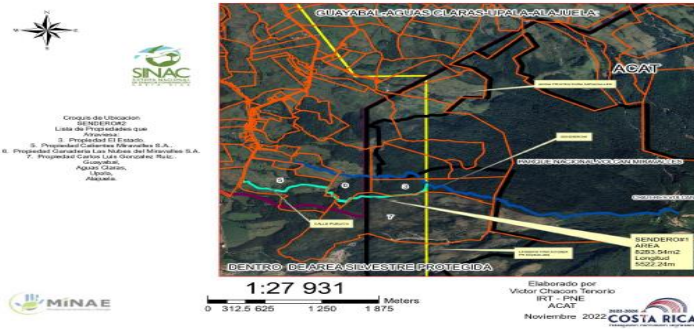 GUAYABAL-AGUAS CLARAS-UPALA-ALAJUELA
SINAC
Croquis de Ubicacion
SENDERO#2
Lista de Propiedades que
Atraviesa:
3. Propiedad El Estado.
5. Propiedad Calientes Miravalles S.A..
6. Propiedad Ganaderia Las Nubes del Miravalles S.A.
7. Propiedad Carlos Luis Gonzalez Ruiz..
Guayabal,
Aguas Claras,
Upala,
Alajuela.
ACAT
PARQUE NACIONAL VOLCAN MIRAVALLES
5
6
3
7
CALLE PUBLICA
SENDERO#1
AREA
8283.54m2
Longitud
5522.24m
DENTRO DE AREA SILVESTRE PROTEGIDA
1:27 931
Meters
0 312.5 625 1 250 1 875
Elaborado por
Victor Chacon Tenorio
IRT - PNE
ACAT
Noviembre 2022
MINAE
COSTA RICA